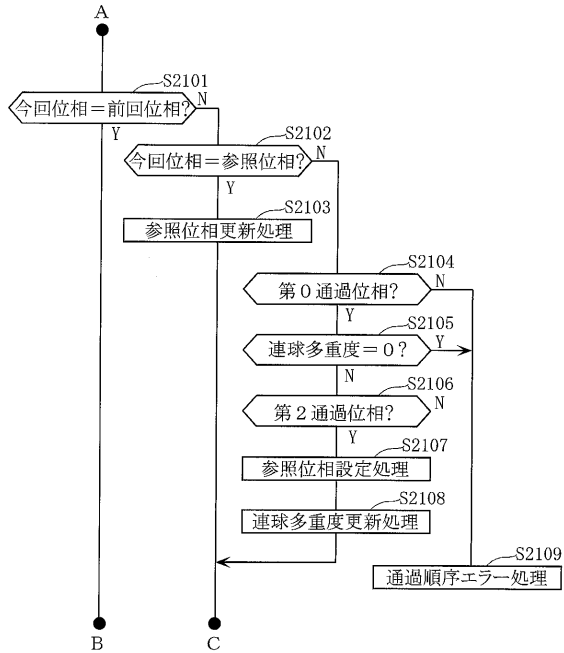 A
S2101
今回位相＝前回位相?
N
Y
S2102
今回位相＝参照位相?
N
Y
S2103
参照位相更新処理
S2104
第０通過位相?
N
Y
S2105
連球多重度＝０?
Y
N
S2106
第２通過位相?
N
Y
S2107
参照位相設定処理
S2108
連球多重度更新処理
S2109
通過順序エラー処理
B
C